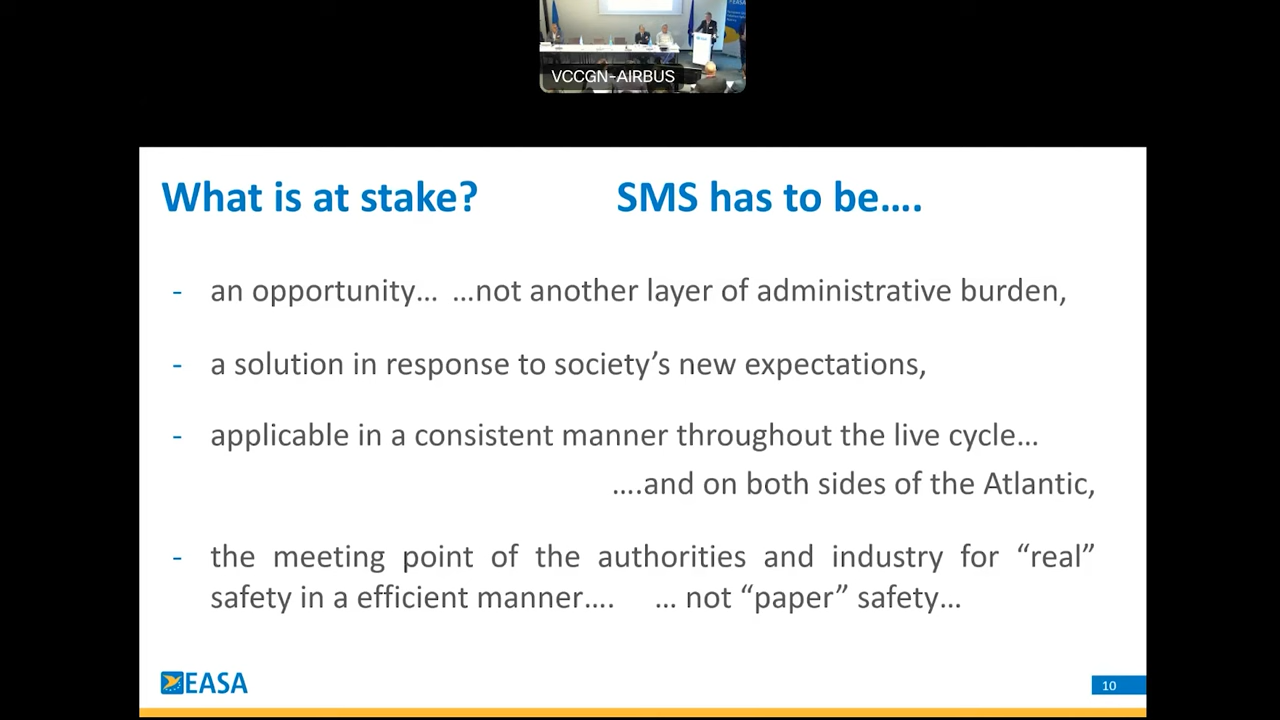 EASA
VCCGN-AIRBUS
What is at stake? SMS has to be….
- an opportunity… …not another layer of administrative burden,
- a solution in response to society’s new expectations,
- applicable in a consistent manner throughout the live cycle…
….and on both sides of the Atlantic,
- the meeting point of the authorities and industry for “real”
safety in a efficient manner…. … not “paper” safety…
EASA
10